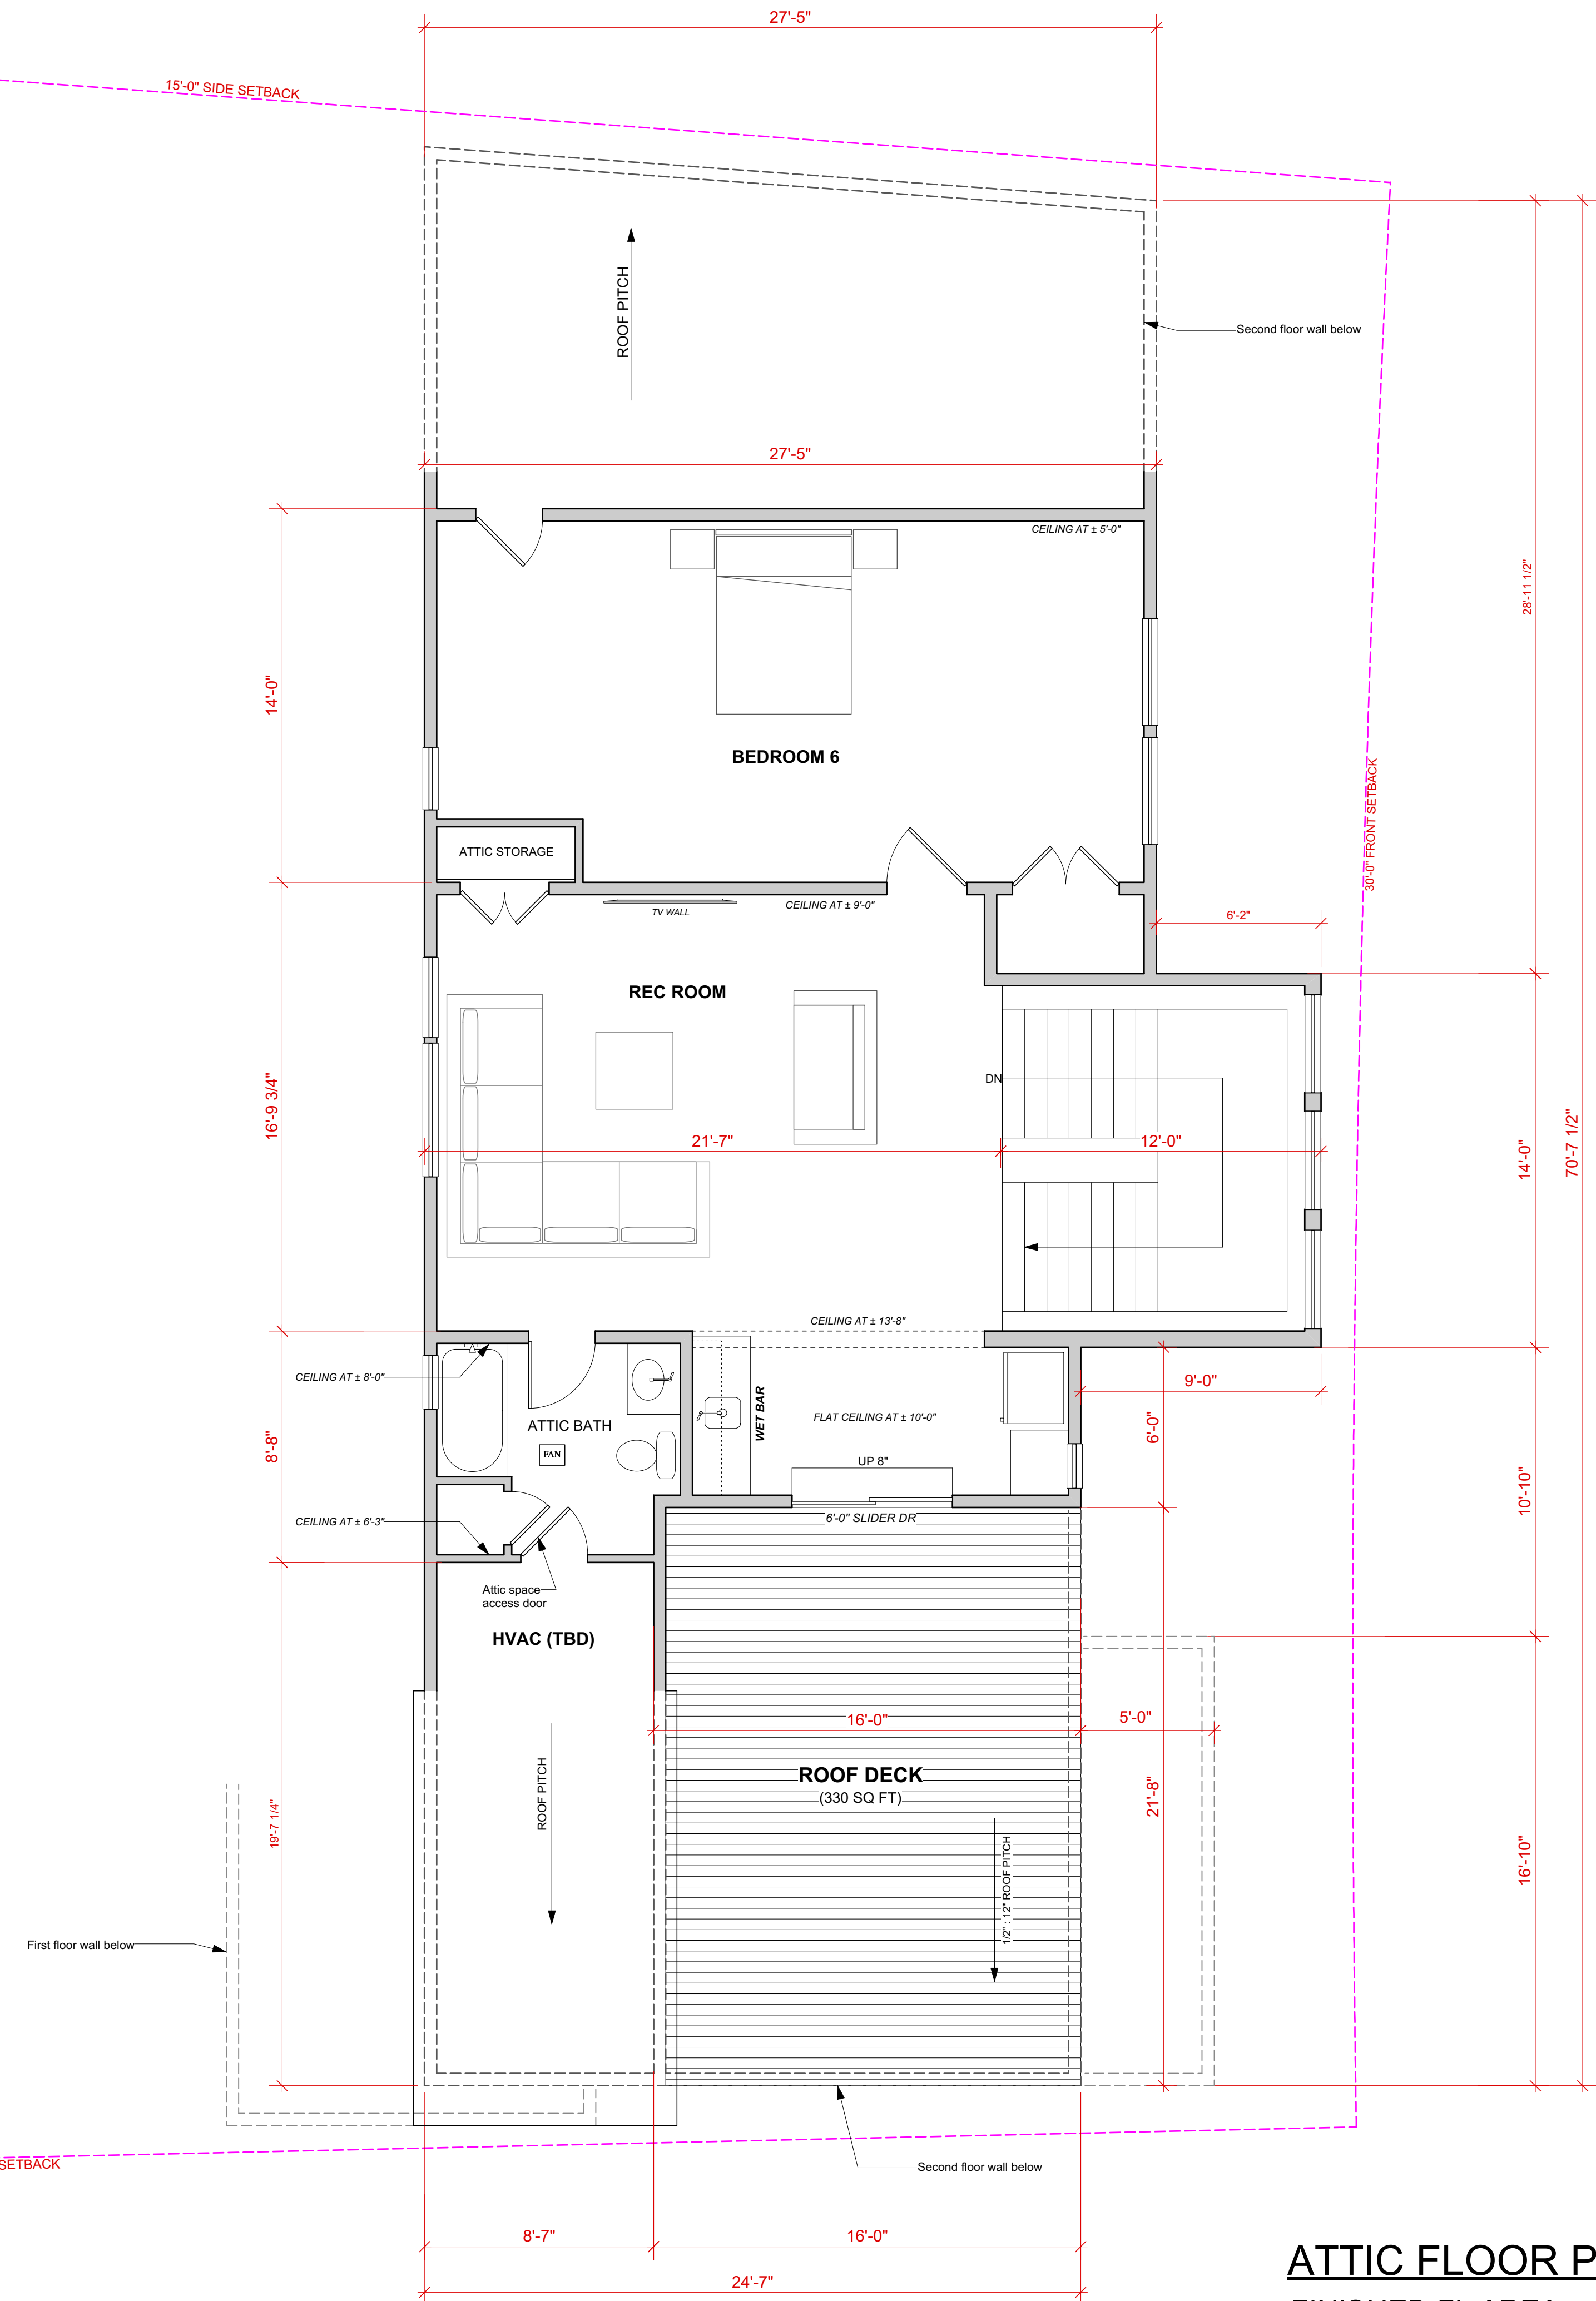 27'-5"
15'-0" SIDE SETBACK
ROOF PITCH
Second floor wall below
27'-5"
CEILING AT ± 5'-0"
28'-11 1/2"
14'-0"
BEDROOM 6
30'-0" FRONT SETBACK
ATTIC STORAGE
TV WALL
CEILING AT ± 9'-0"
6'-2"
REC ROOM
DN
16'-9 3/4"
21'-7"
12'-0"
14'-0"
70'-7 1/2"
CEILING AT ± 13'-8"
CEILING AT ± 8'-0"
9'-0"
WET BAR
FLAT CEILING AT ± 10'-0"
6'-0"
ATTIC BATH
FAN
8'-8"
UP 8"
10'-10"
CEILING AT ± 6'-3"
6'-0" SLIDER DR
Attic space
access door
HVAC (TBD)
16'-0"
5'-0"
ROOF PITCH
ROOF DECK
(330 SQ FT)
21'-8"
19'-7 1/4"
1/2" : 12" ROOF PITCH
16'-10"
First floor wall below
SETBACK
Second floor wall below
8'-7"
16'-0"
24'-7"
ATTIC FLOOR P